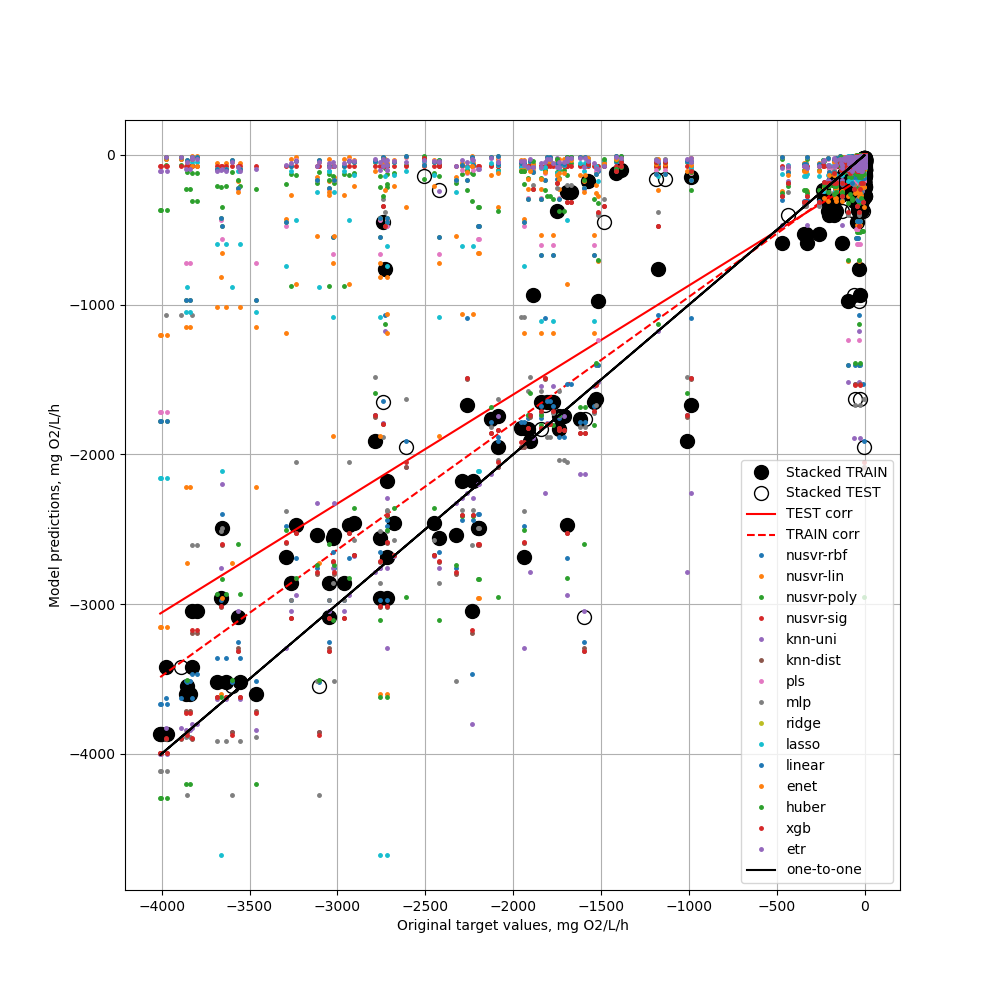 0
−1000
−2000
−3000
−4000
Model predictions, mg O2/L/h
−4000 −3500 −3000 −2500 −2000 −1500 −1000 −500 0
Original target values, mg O2/L/h
Stacked TRAIN
Stacked TEST
TEST corr
TRAIN corr
nusvr-rbf
nusvr-lin
nusvr-poly
nusvr-sig
knn-uni
knn-dist
pls
mlp
ridge
lasso
linear
enet
huber
xgb
etr
one-to-one